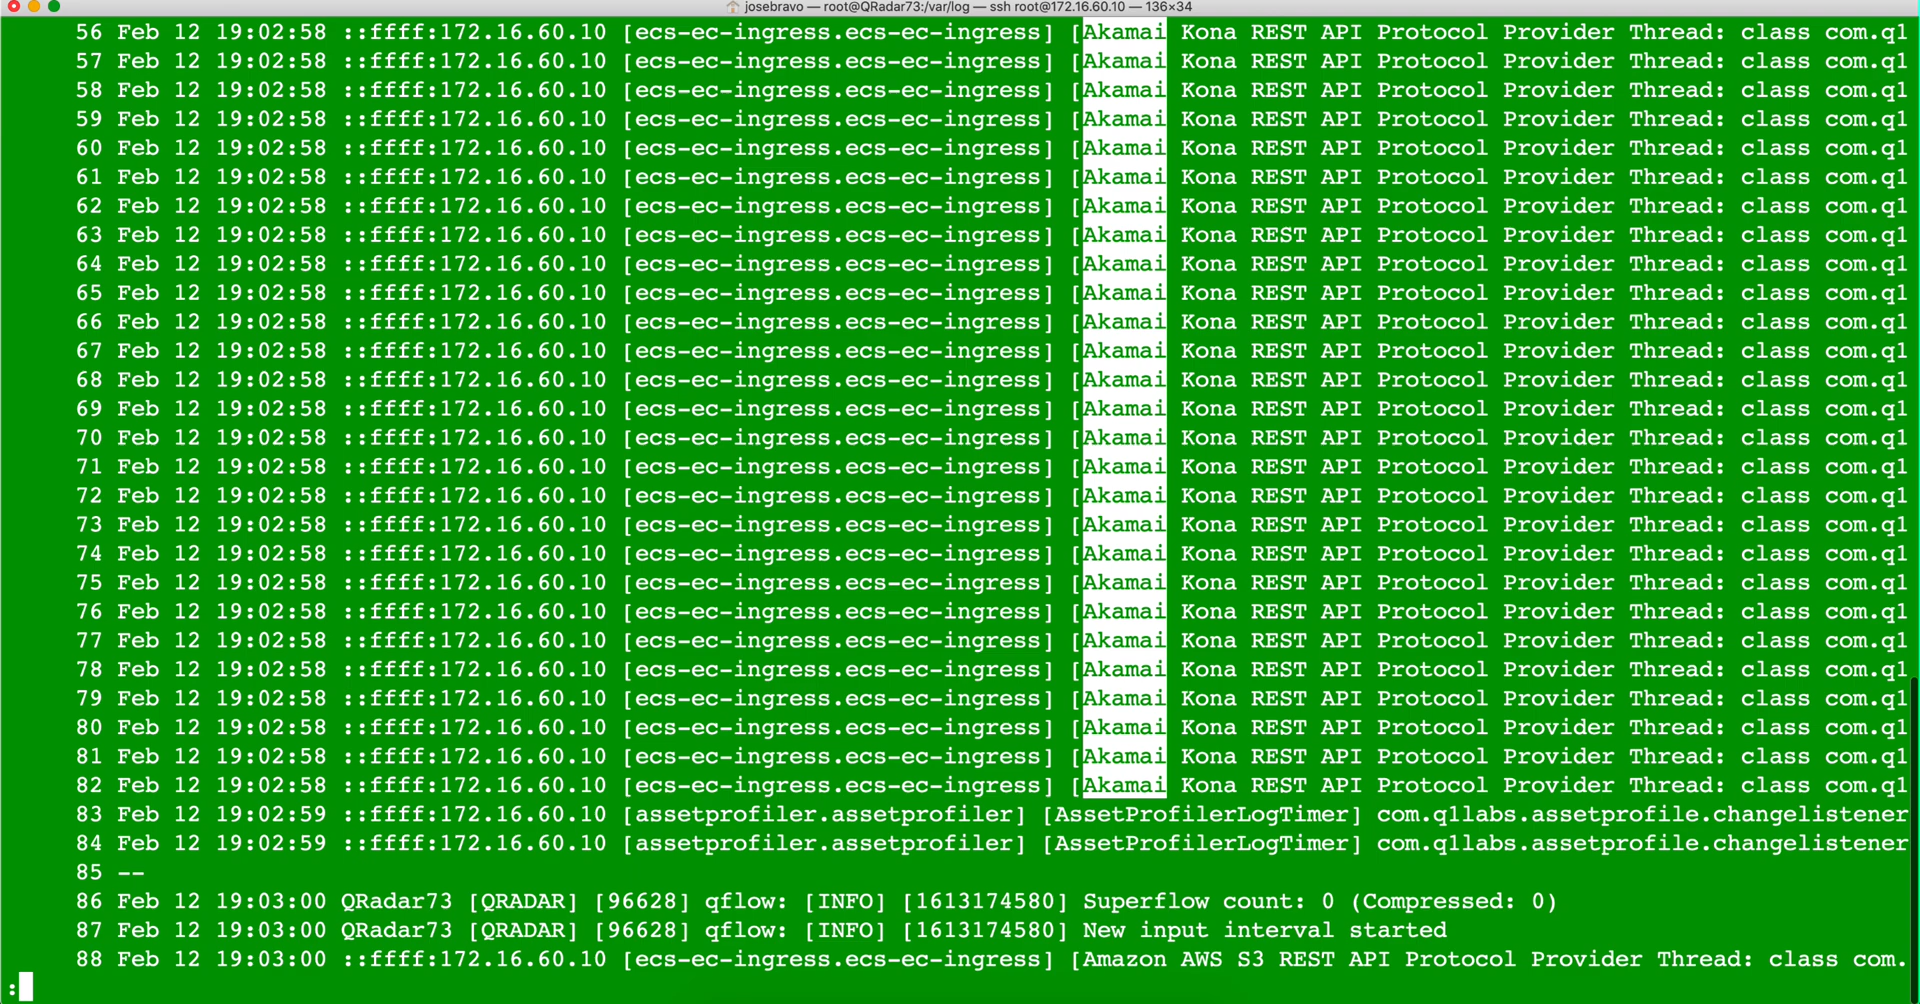 josebravo — root@QRadar73:/var/log — ssh root@172.16.60.10 — 136×34
56 Feb 12 19:02:58 ::ffff:172.16.60.10 [ecs-ec-ingress.ecs-ec-ingress] [Akamai Kona REST API Protocol Provider Thread: class com.q1
57 Feb 12 19:02:58 ::ffff:172.16.60.10 [ecs-ec-ingress.ecs-ec-ingress] [Akamai Kona REST API Protocol Provider Thread: class com.q1
58 Feb 12 19:02:58 ::ffff:172.16.60.10 [ecs-ec-ingress.ecs-ec-ingress] [Akamai Kona REST API Protocol Provider Thread: class com.q1
59 Feb 12 19:02:58 ::ffff:172.16.60.10 [ecs-ec-ingress.ecs-ec-ingress] [Akamai Kona REST API Protocol Provider Thread: class com.q1
60 Feb 12 19:02:58 ::ffff:172.16.60.10 [ecs-ec-ingress.ecs-ec-ingress] [Akamai Kona REST API Protocol Provider Thread: class com.q1
61 Feb 12 19:02:58 ::ffff:172.16.60.10 [ecs-ec-ingress.ecs-ec-ingress] [Akamai Kona REST API Protocol Provider Thread: class com.q1
62 Feb 12 19:02:58 ::ffff:172.16.60.10 [ecs-ec-ingress.ecs-ec-ingress] [Akamai Kona REST API Protocol Provider Thread: class com.q1
63 Feb 12 19:02:58 ::ffff:172.16.60.10 [ecs-ec-ingress.ecs-ec-ingress] [Akamai Kona REST API Protocol Provider Thread: class com.q1
64 Feb 12 19:02:58 ::ffff:172.16.60.10 [ecs-ec-ingress.ecs-ec-ingress] [Akamai Kona REST API Protocol Provider Thread: class com.q1
65 Feb 12 19:02:58 ::ffff:172.16.60.10 [ecs-ec-ingress.ecs-ec-ingress] [Akamai Kona REST API Protocol Provider Thread: class com.q1
66 Feb 12 19:02:58 ::ffff:172.16.60.10 [ecs-ec-ingress.ecs-ec-ingress] [Akamai Kona REST API Protocol Provider Thread: class com.q1
67 Feb 12 19:02:58 ::ffff:172.16.60.10 [ecs-ec-ingress.ecs-ec-ingress] [Akamai Kona REST API Protocol Provider Thread: class com.q1
68 Feb 12 19:02:58 ::ffff:172.16.60.10 [ecs-ec-ingress.ecs-ec-ingress] [Akamai Kona REST API Protocol Provider Thread: class com.q1
69 Feb 12 19:02:58 ::ffff:172.16.60.10 [ecs-ec-ingress.ecs-ec-ingress] [Akamai Kona REST API Protocol Provider Thread: class com.q1
70 Feb 12 19:02:58 ::ffff:172.16.60.10 [ecs-ec-ingress.ecs-ec-ingress] [Akamai Kona REST API Protocol Provider Thread: class com.q1
71 Feb 12 19:02:58 ::ffff:172.16.60.10 [ecs-ec-ingress.ecs-ec-ingress] [Akamai Kona REST API Protocol Provider Thread: class com.q1
72 Feb 12 19:02:58 ::ffff:172.16.60.10 [ecs-ec-ingress.ecs-ec-ingress] [Akamai Kona REST API Protocol Provider Thread: class com.q1
73 Feb 12 19:02:58 ::ffff:172.16.60.10 [ecs-ec-ingress.ecs-ec-ingress] [Akamai Kona REST API Protocol Provider Thread: class com.q1
74 Feb 12 19:02:58 ::ffff:172.16.60.10 [ecs-ec-ingress.ecs-ec-ingress] [Akamai Kona REST API Protocol Provider Thread: class com.q1
75 Feb 12 19:02:58 ::ffff:172.16.60.10 [ecs-ec-ingress.ecs-ec-ingress] [Akamai Kona REST API Protocol Provider Thread: class com.q1
76 Feb 12 19:02:58 ::ffff:172.16.60.10 [ecs-ec-ingress.ecs-ec-ingress] [Akamai Kona REST API Protocol Provider Thread: class com.q1
77 Feb 12 19:02:58 ::ffff:172.16.60.10 [ecs-ec-ingress.ecs-ec-ingress] [Akamai Kona REST API Protocol Provider Thread: class com.q1
78 Feb 12 19:02:58 ::ffff:172.16.60.10 [ecs-ec-ingress.ecs-ec-ingress] [Akamai Kona REST API Protocol Provider Thread: class com.q1
79 Feb 12 19:02:58 ::ffff:172.16.60.10 [ecs-ec-ingress.ecs-ec-ingress] [Akamai Kona REST API Protocol Provider Thread: class com.q1
80 Feb 12 19:02:58 ::ffff:172.16.60.10 [ecs-ec-ingress.ecs-ec-ingress] [Akamai Kona REST API Protocol Provider Thread: class com.q1
81 Feb 12 19:02:58 ::ffff:172.16.60.10 [ecs-ec-ingress.ecs-ec-ingress] [Akamai Kona REST API Protocol Provider Thread: class com.q1
82 Feb 12 19:02:58 ::ffff:172.16.60.10 [ecs-ec-ingress.ecs-ec-ingress] [Akamai Kona REST API Protocol Provider Thread: class com.q1
83 Feb 12 19:02:59 ::ffff:172.16.60.10 [assetprofiler.assetprofiler] [AssetProfilerLogTimer] com.q1labs.assetprofile.changelistener
84 Feb 12 19:02:59 ::ffff:172.16.60.10 [assetprofiler.assetprofiler] [AssetProfilerLogTimer] com.q1labs.assetprofile.changelistener
85 --
86 Feb 12 19:03:00 QRadar73 [QRADAR] [96628] qflow: [INFO] [1613174580] Superflow count: 0 (Compressed: 0)
87 Feb 12 19:03:00 QRadar73 [QRADAR] [96628] qflow: [INFO] [1613174580] New input interval started
88 Feb 12 19:03:00 ::ffff:172.16.60.10 [ecs-ec-ingress.ecs-ec-ingress] [Amazon AWS S3 REST API Protocol Provider Thread: class com.
: